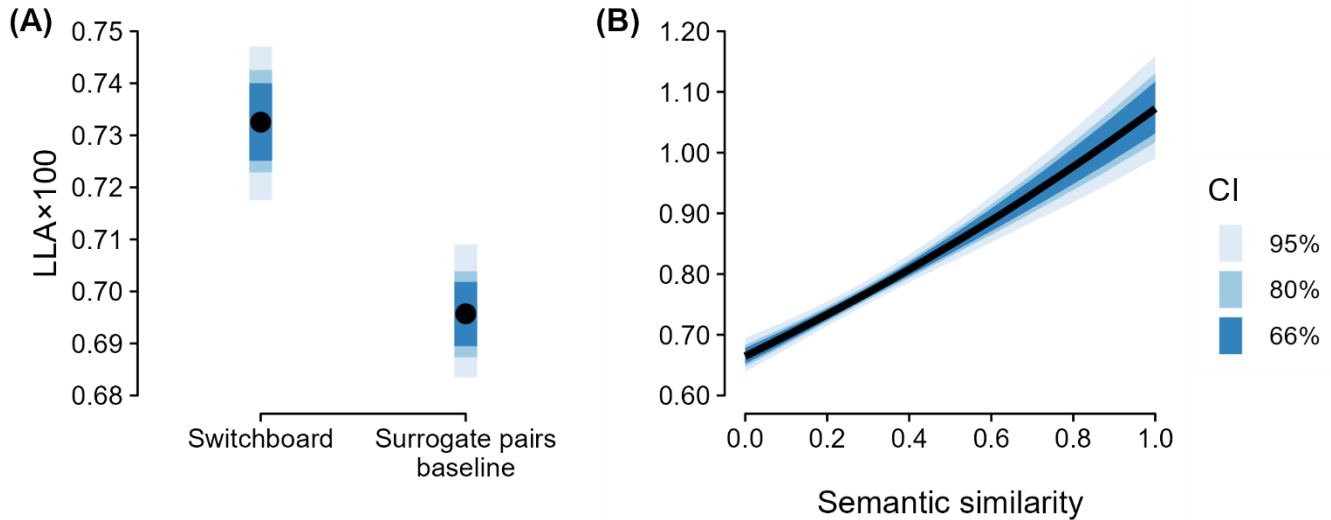 (A)
LLA×100
0.75
0.74
0.73
0.72
0.71
0.70
0.69
0.68
Switchboard
Surrogate pairs
baseline
(B)
1.20
1.10
1.00
0.90
0.80
0.70
0.60
0.0 0.2 0.4 0.6 0.8 1.0
Semantic similarity
CI
95%
80%
66%